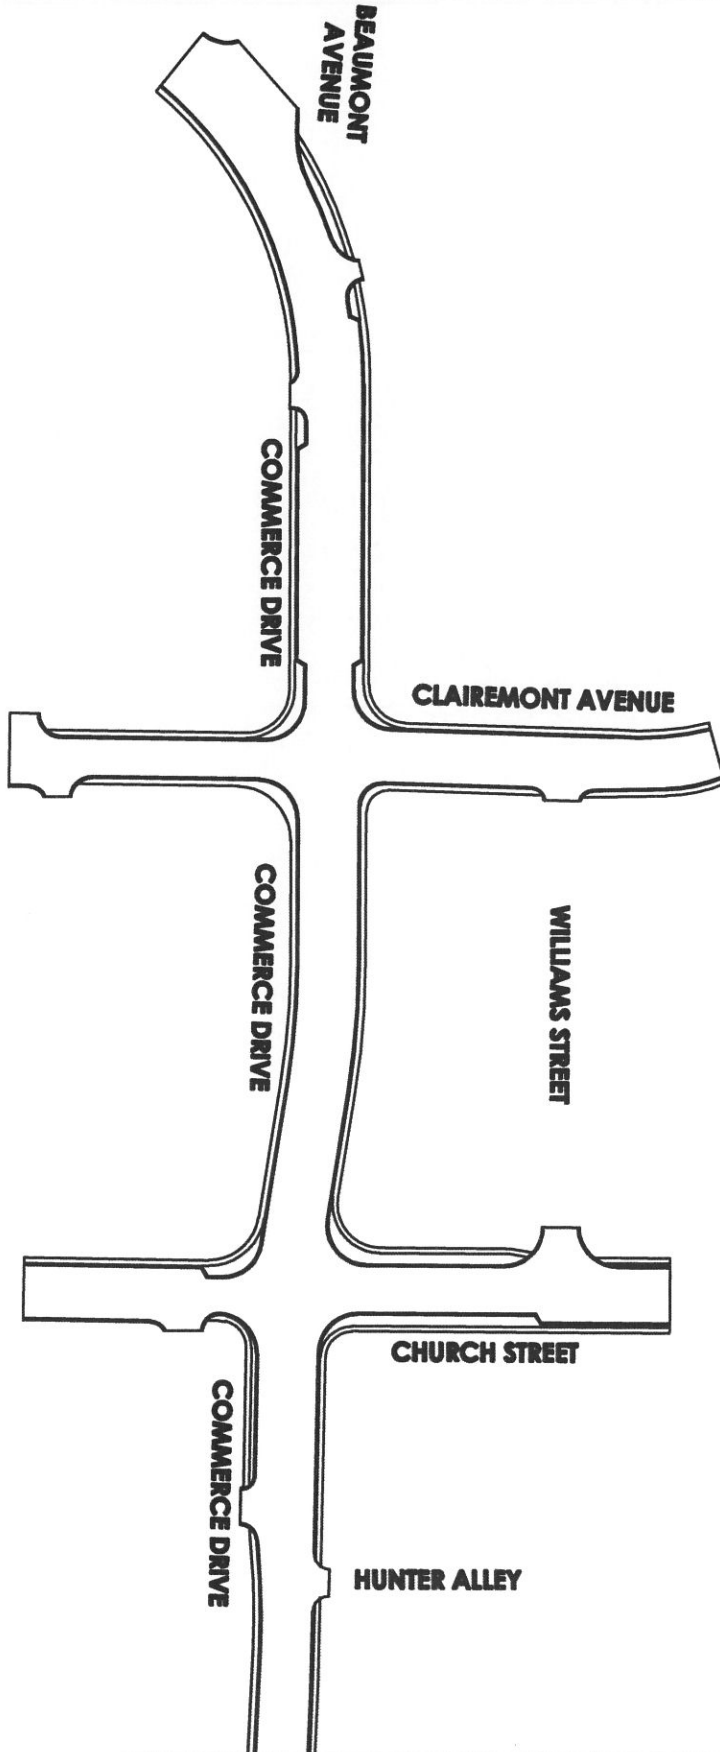 BEAUMONT
AVENUE
COMMERCE DRIVE
CLAIREMONT AVENUE
COMMERCE DRIVE
WILLIAMS STREET
CHURCH STREET
COMMERCE DRIVE
HUNTER ALLEY